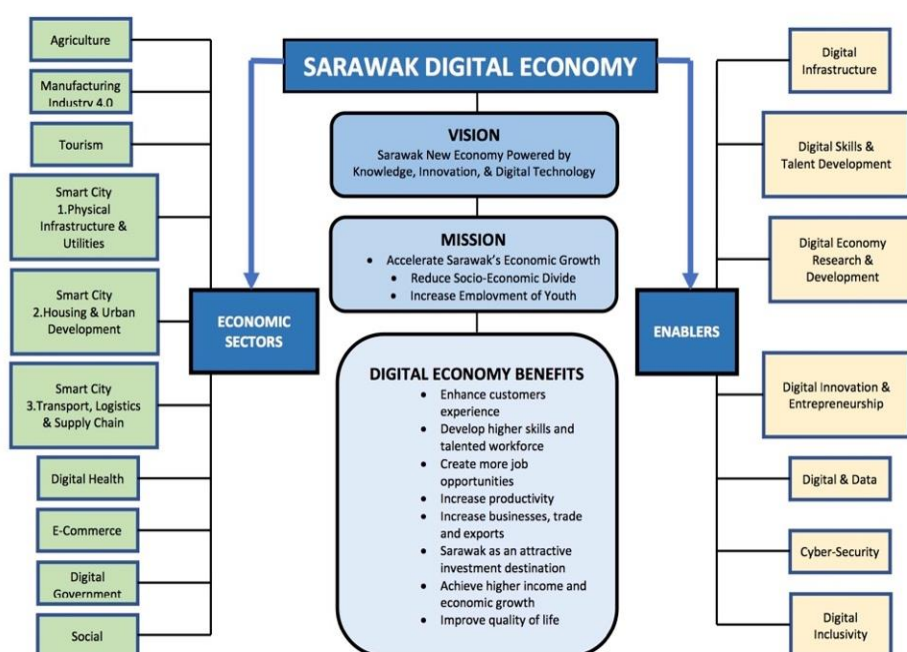 SARAWAK DIGITAL ECONOMY
VISION
Sarawak New Economy Powered by
Knowledge, Innovation, & Digital Technology
MISSION
• Accelerate Sarawak's Economic Growth
• Reduce Socio-Economic Divide
• Increase Employment of Youth
DIGITAL ECONOMY BENEFITS
• Enhance customers
experience
• Develop higher skills and
talented workforce
• Create more job
opportunities
• Increase productivity
• Increase businesses, trade
and exports
• Sarawak as an attractive
investment destination
• Achieve higher income and
economic growth
• Improve quality of life
ECONOMIC
SECTORS
Agriculture
Manufacturing
Industry 4.0
Tourism
Smart City
1.Physical
Infrastructure &
Utilities
Smart City
2.Housing & Urban
Development
Smart City
3.Transport, Logistics
& Supply Chain
Digital Health
E-Commerce
Digital
Government
Social
ENABLERS
Digital
Infrastructure
Digital Skills &
Talent Development
Digital Economy
Research &
Development
Digital Innovation &
Entrepreneurship
Digital & Data
Cyber-Security
Digital
Inclusivity